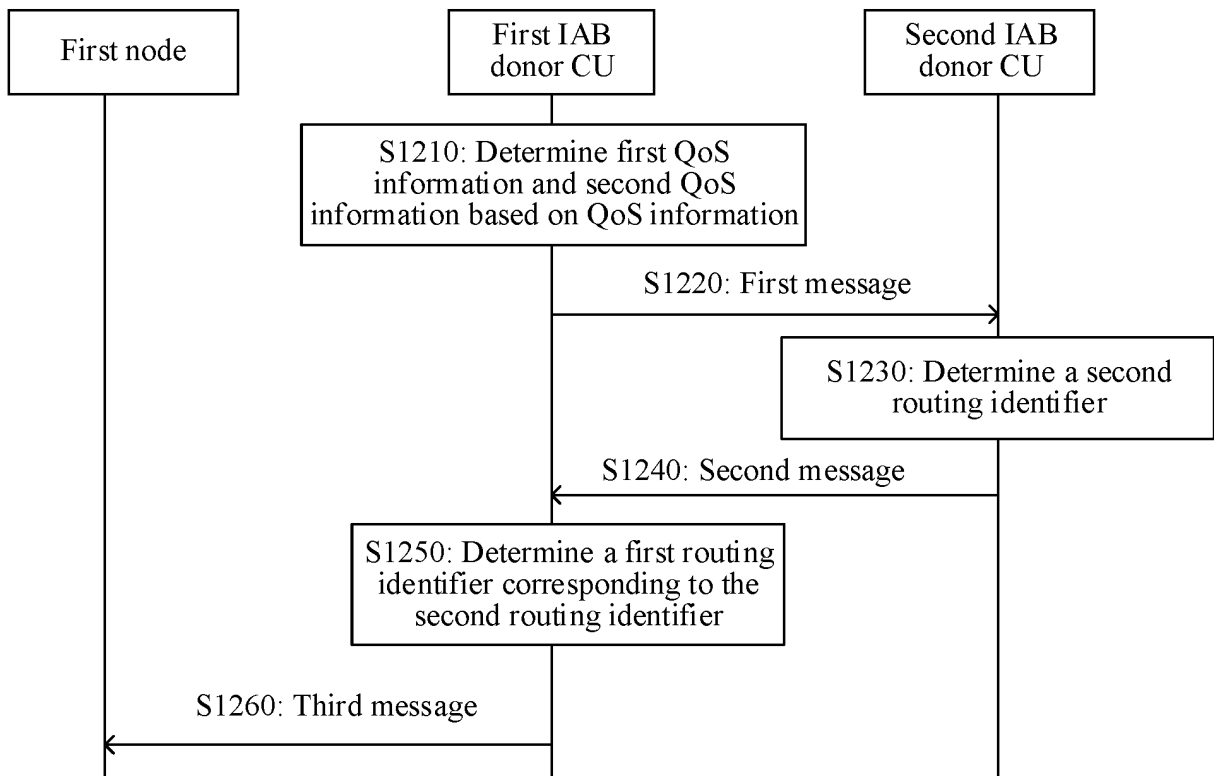 First node
First IAB
donor CU
Second IAB
donor CU
S1210: Determine first QoS
information and second QoS
information based on QoS information
S1220: First message
S1230: Determine a second
routing identifier
S1240: Second message
S1250: Determine a first routing
identifier corresponding to the
second routing identifier
S1260: Third message